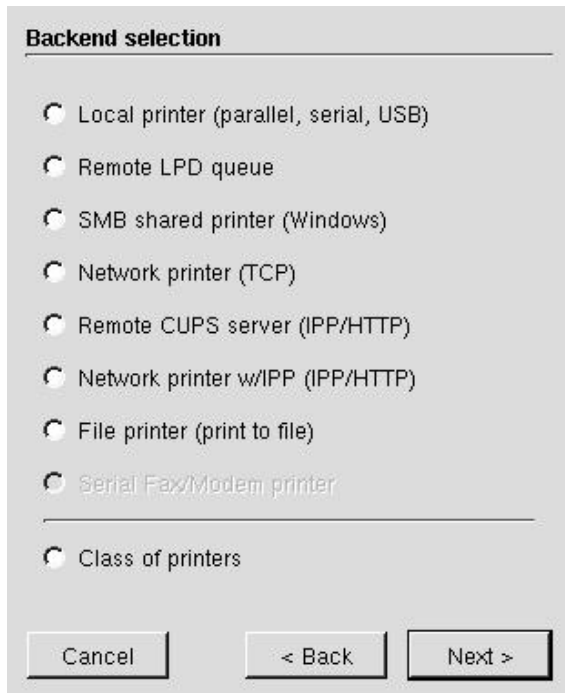 Backend selection
Local printer (parallel, serial, USB)
Remote LPD queue
SMB shared printer (Windows)
Network printer (TCP)
Remote CUPS server (IPP/HTTP)
Network printer w/IPP (IPP/HTTP)
File printer (print to file)
Serial Fax/Modem printer
Class of printers
Cancel < Back Next >